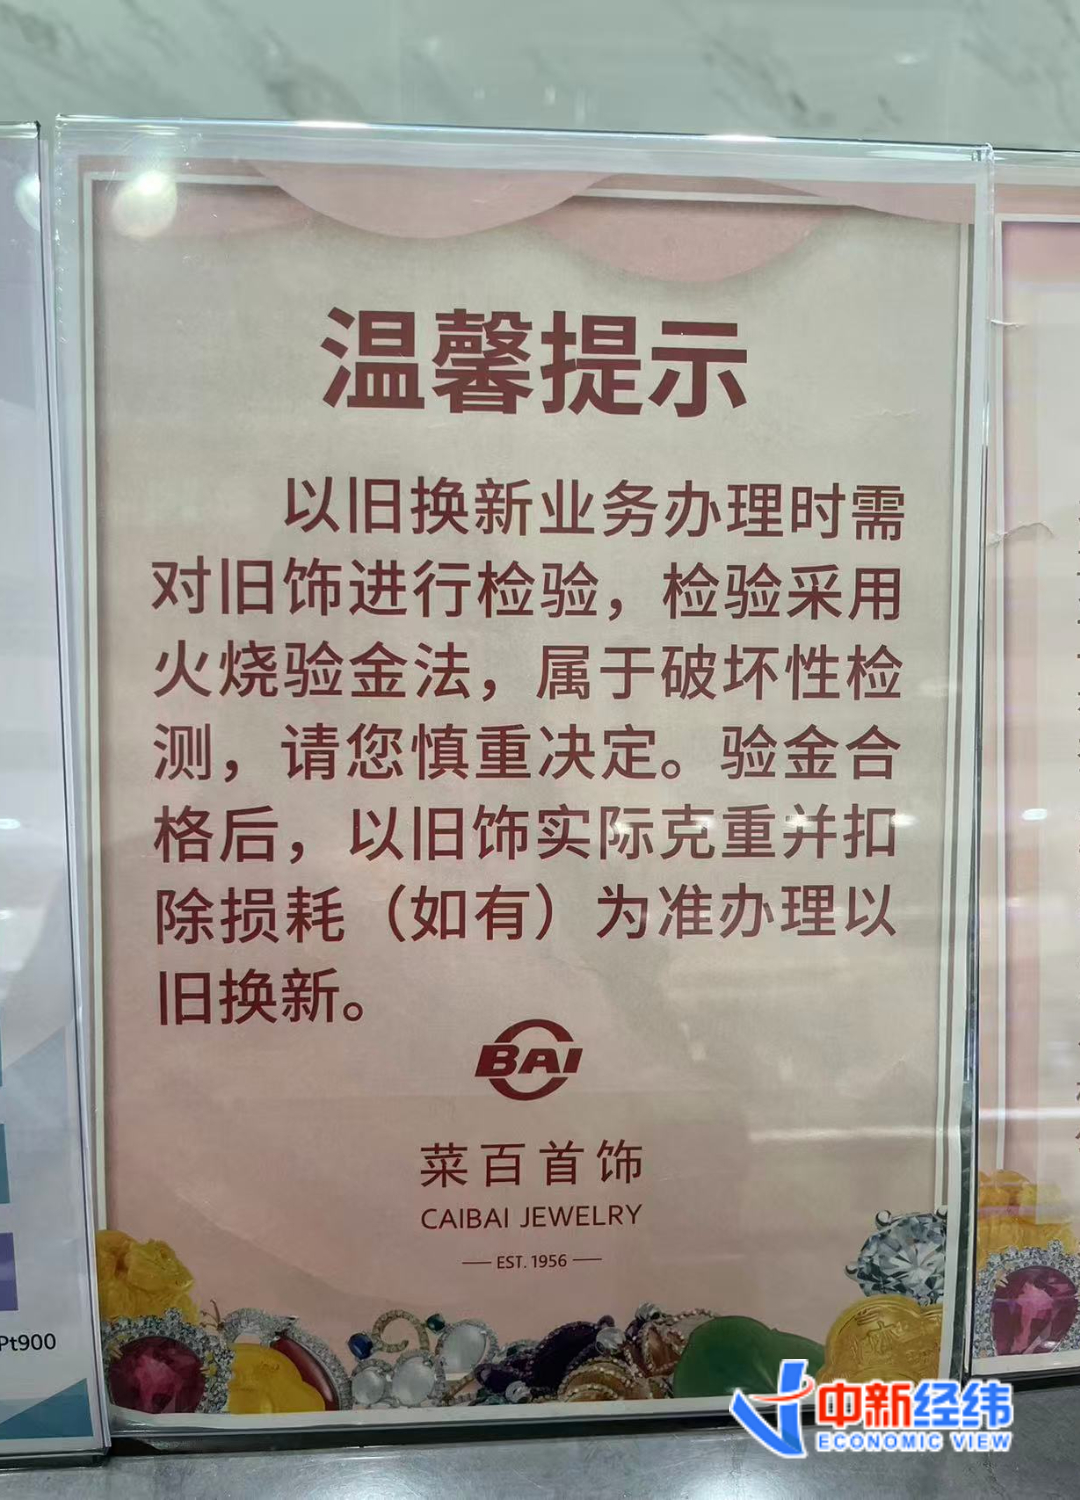 温馨提示
以旧换新业务办理时需
对旧饰进行检验，检验采用
火烧验金法，属于破坏性检
测，请您慎重决定。验金合
格后，以旧饰实际克重并扣
除损耗（如有）为准办理以
旧换新。
BAI
菜百首饰
CAIBAI JEWELRY
EST. 1956
Pt900
中新经纬
ECONOMIC VIEW